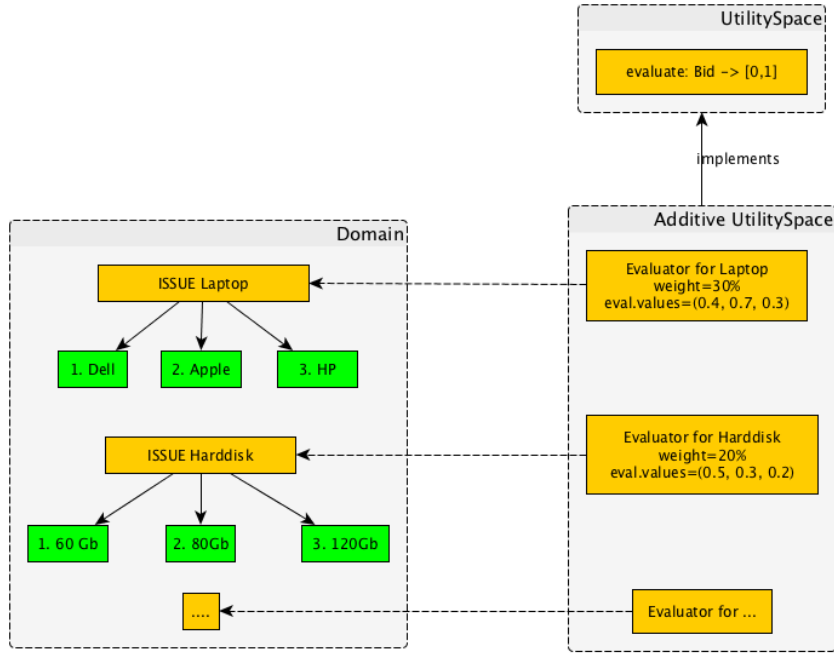 UtilitySpace
evaluate: Bid -> [0,1]
implements
Domain
ISSUE Laptop
1. Dell
2. Apple
3. HP
ISSUE Harddisk
1. 60 Gb
2. 80Gb
3. 120Gb
....
Additive UtilitySpace
Evaluator for Laptop
weight=30%
eval.values=(0.4, 0.7, 0.3)
Evaluator for Harddisk
weight=20%
eval.values=(0.5, 0.3, 0.2)
Evaluator for ...